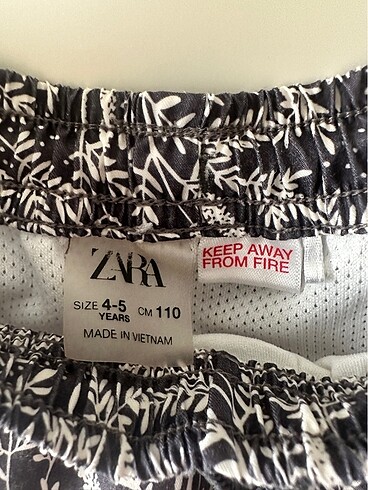 ZARA
SIZE 4-5 CM 110
YEARS
MADE IN VIETNAM
KEEP AWAY
FROM FIRE